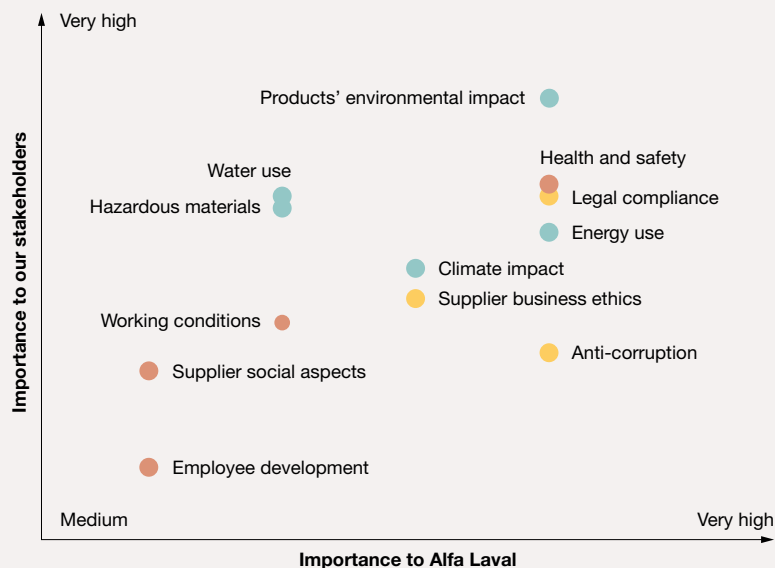 Very high
Products’ environmental impact
Health and safety
Water use
Legal compliance
Hazardous materials
Energy use
Climate impact
Supplier business ethics
Working conditions
Anti-corruption
Supplier social aspects
Employee development
Importance to our stakeholders
Medium
Very high
Importance to Alfa Laval